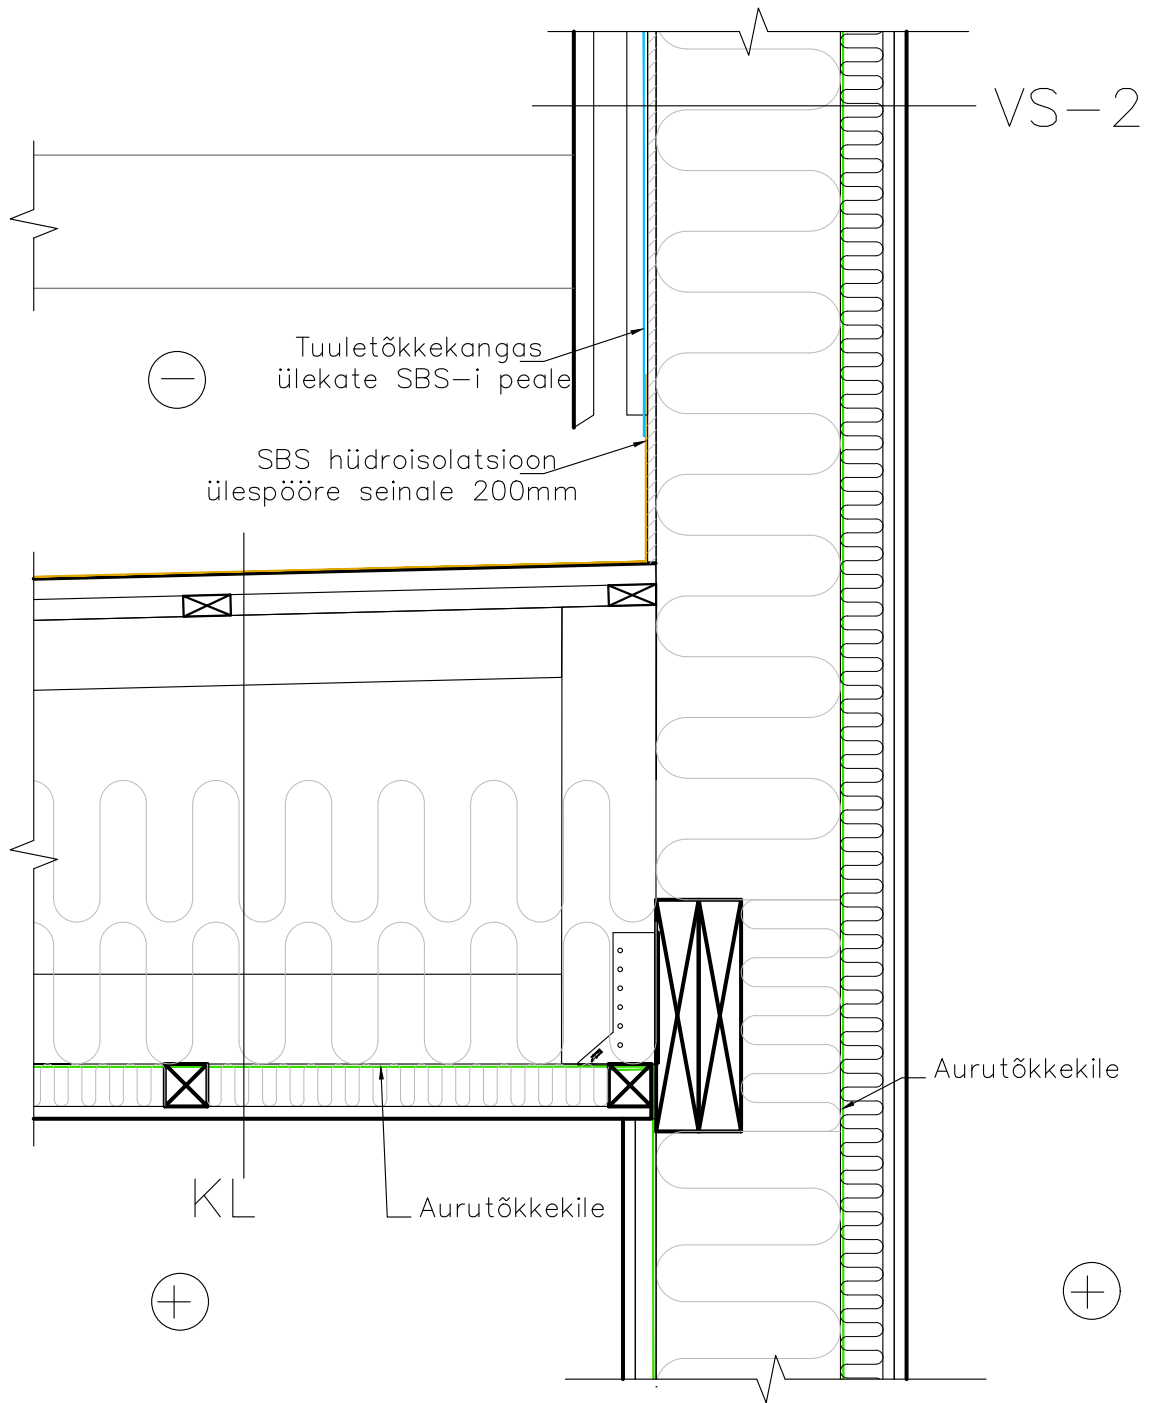 VS-2
Tuuletõkkekangas
ülekate SBS-i peale
SBS hüdroisolatsioon
ülespööre seinale 200mm
Aurutõkkekile
KL
Aurutõkkekile